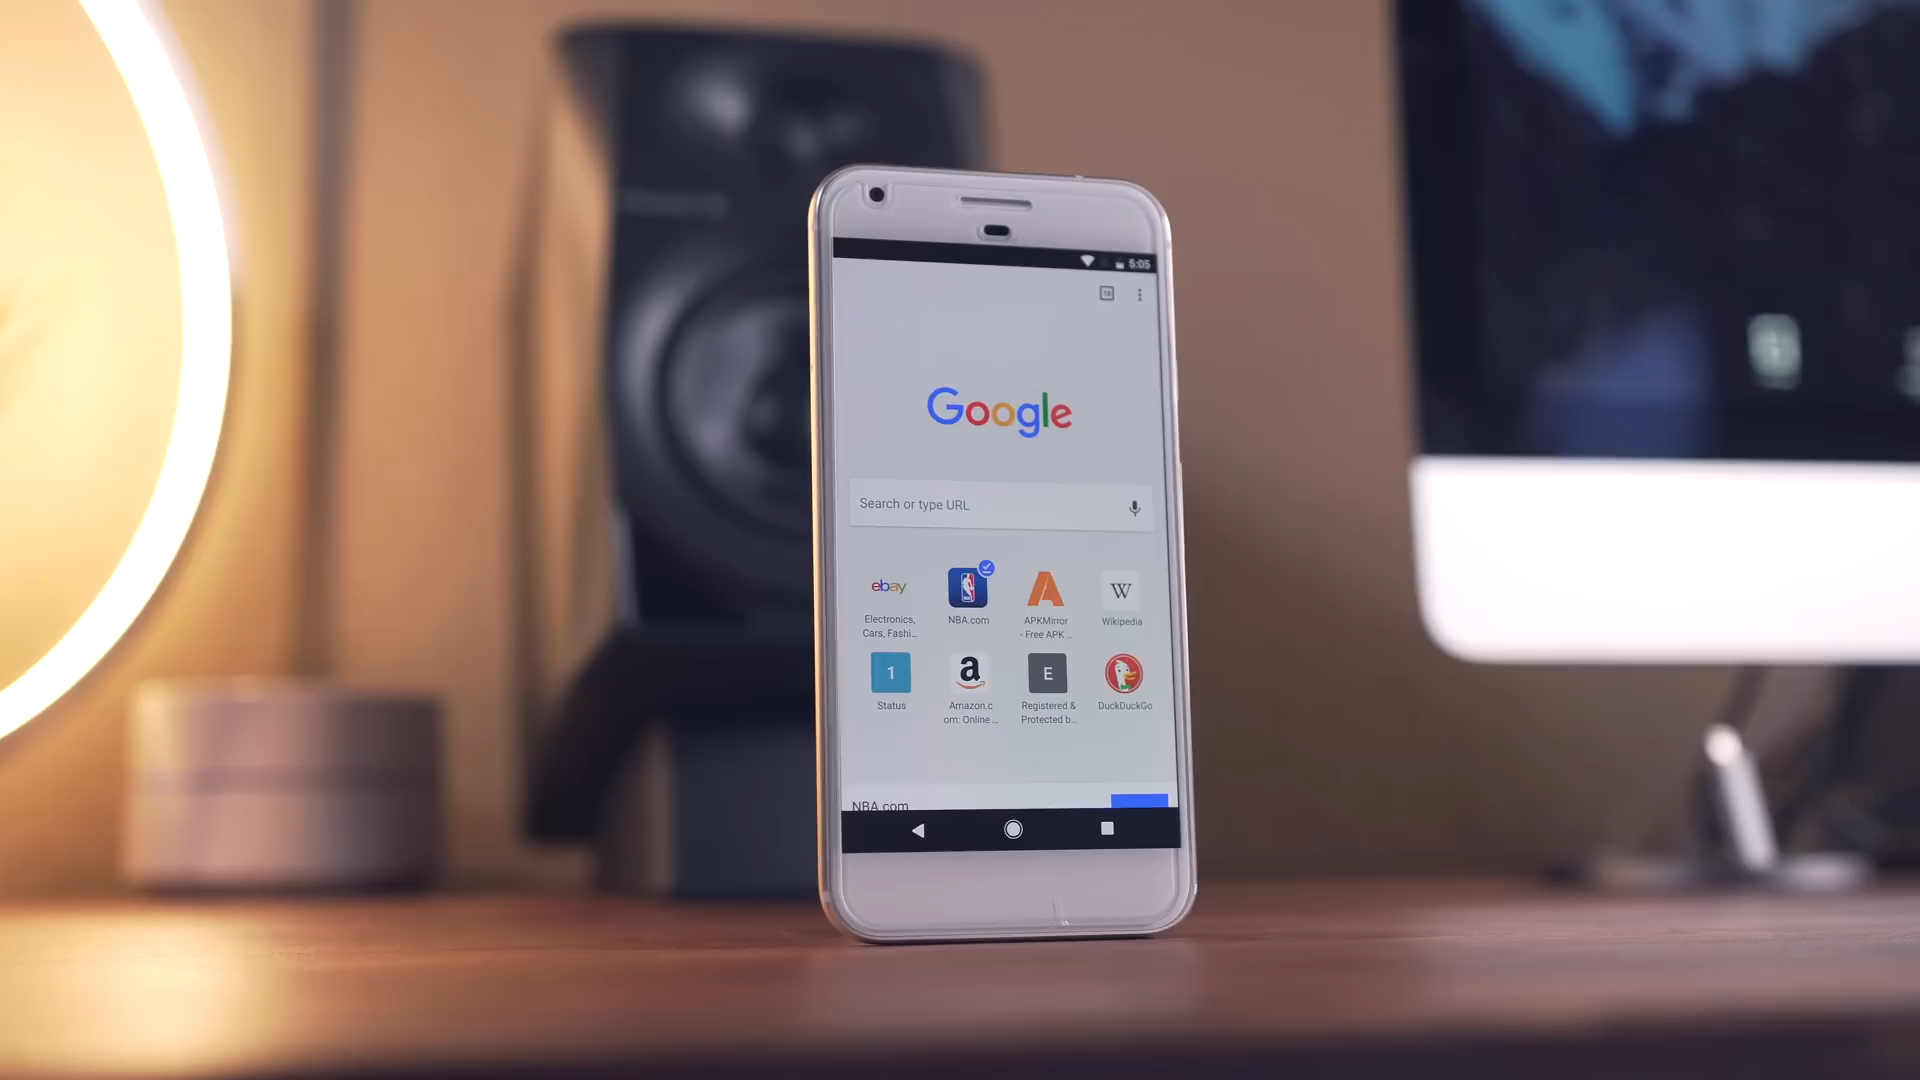 5:05
Google
Search or type URL
ebay
Electronics,
Cars, Fashi...
NBA.com
APKMirror
- Free APK ...
W
Wikipedia
1
Status
a
Amazon.c
om: Online ...
E
Registered &
Protected b...
DuckDuckGo
NBA.com